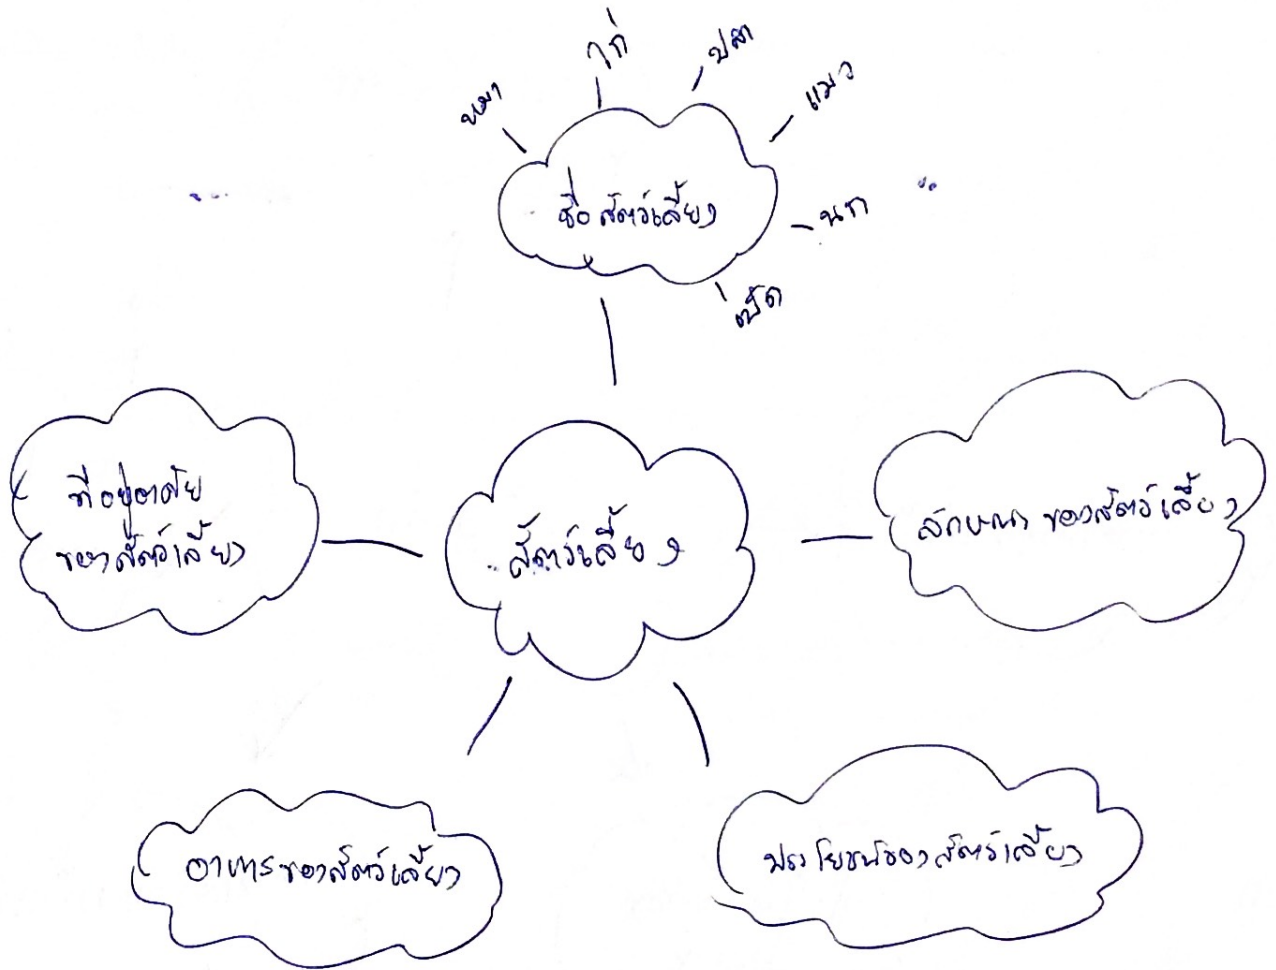 หมา
ไก่
ปลา
แมว
นก
เป็ด
ชื่อสัตว์เลี้ยง
ที่อยู่อาศัย
ของสัตว์เลี้ยง
สัตว์เลี้ยง
ลักษณะของสัตว์เลี้ยง
อาหารของสัตว์เลี้ยง
ประโยชน์ของสัตว์เลี้ยง